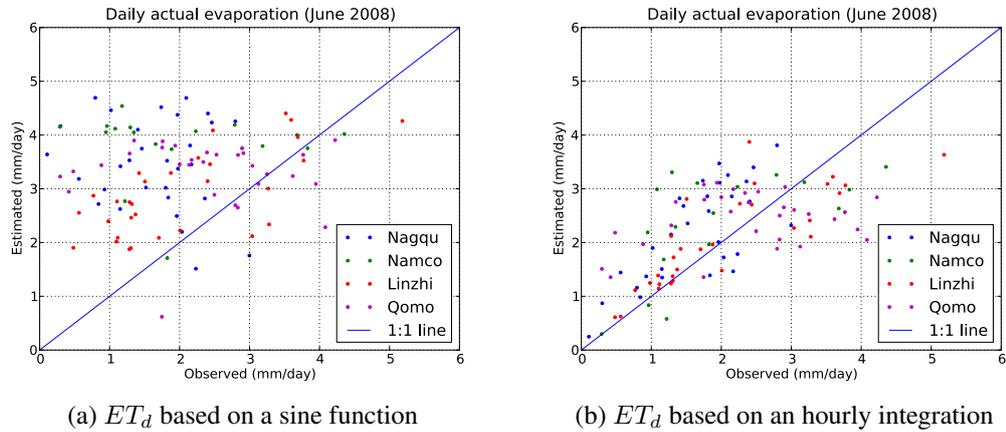 Daily actual evaporation (June 2008)
6
5
4
3
2
1
0
Estimated (mm/day)
Nagqu
Namco
Linzhi
Qomo
1:1 line
0 1 2 3 4 5 6
Observed (mm/day)
(a) ET_d based on a sine function
Daily actual evaporation (June 2008)
6
5
4
3
2
1
0
Estimated (mm/day)
Nagqu
Namco
Linzhi
Qomo
1:1 line
0 1 2 3 4 5 6
Observed (mm/day)
(b) ET_d based on an hourly integration